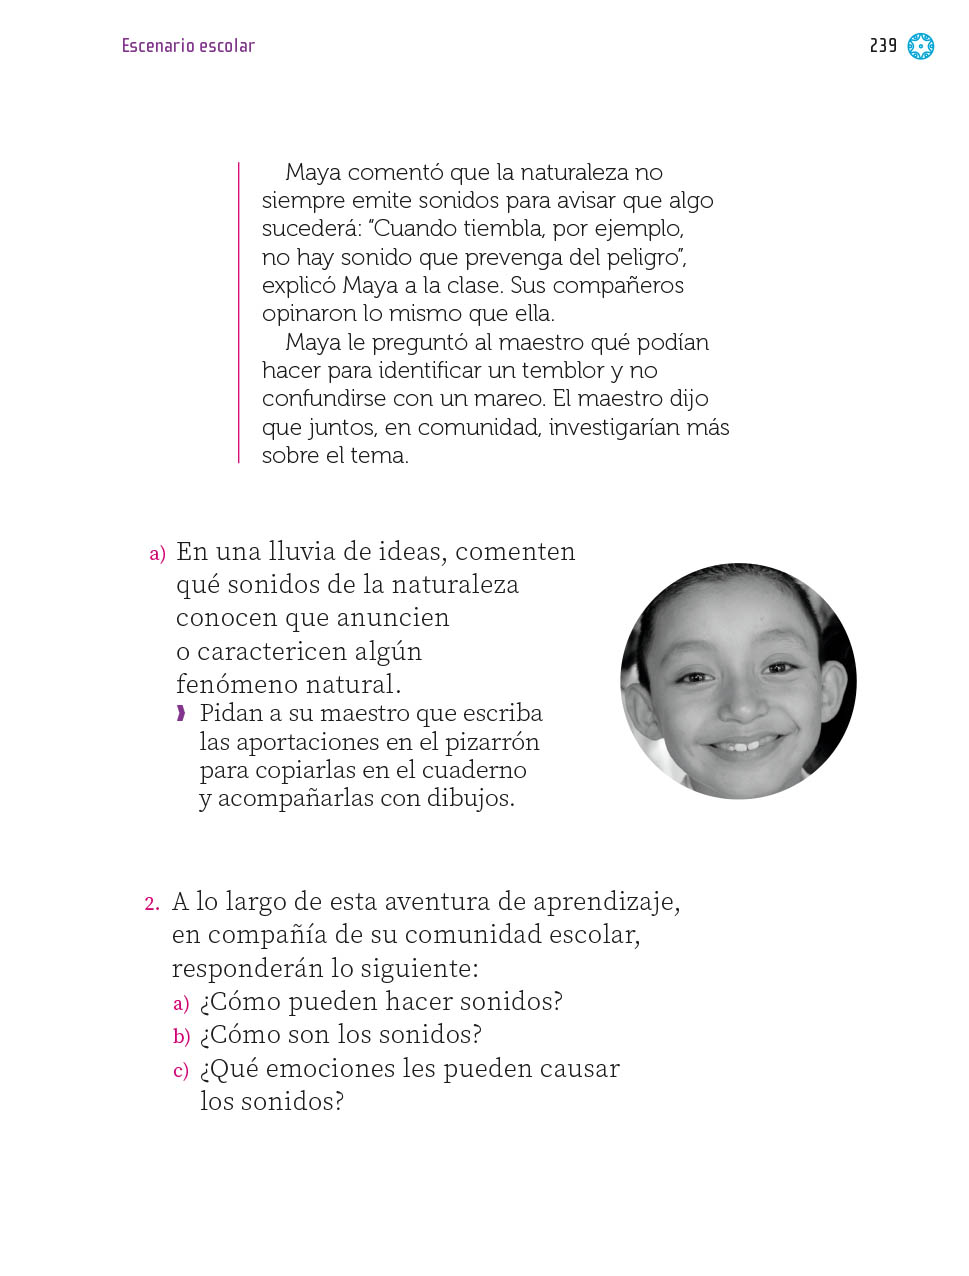 Escenario escolar
239
Maya comentó que la naturaleza no
siempre emite sonidos para avisar que algo
sucederá: “Cuando tiembla, por ejemplo,
no hay sonido que prevenga del peligro”,
explicó Maya a la clase. Sus compañeros
opinaron lo mismo que ella.
Maya le preguntó al maestro qué podían
hacer para identificar un temblor y no
confundirse con un mareo. El maestro dijo
que juntos, en comunidad, investigarían más
sobre el tema.
a) En una lluvia de ideas, comenten
qué sonidos de la naturaleza
conocen que anuncien
o caractericen algún
fenómeno natural.
Pidan a su maestro que escriba
las aportaciones en el pizarrón
para copiarlas en el cuaderno
y acompañarlas con dibujos.
2. A lo largo de esta aventura de aprendizaje,
en compañía de su comunidad escolar,
responderán lo siguiente:
a) ¿Cómo pueden hacer sonidos?
b) ¿Cómo son los sonidos?
c) ¿Qué emociones les pueden causar
los sonidos?